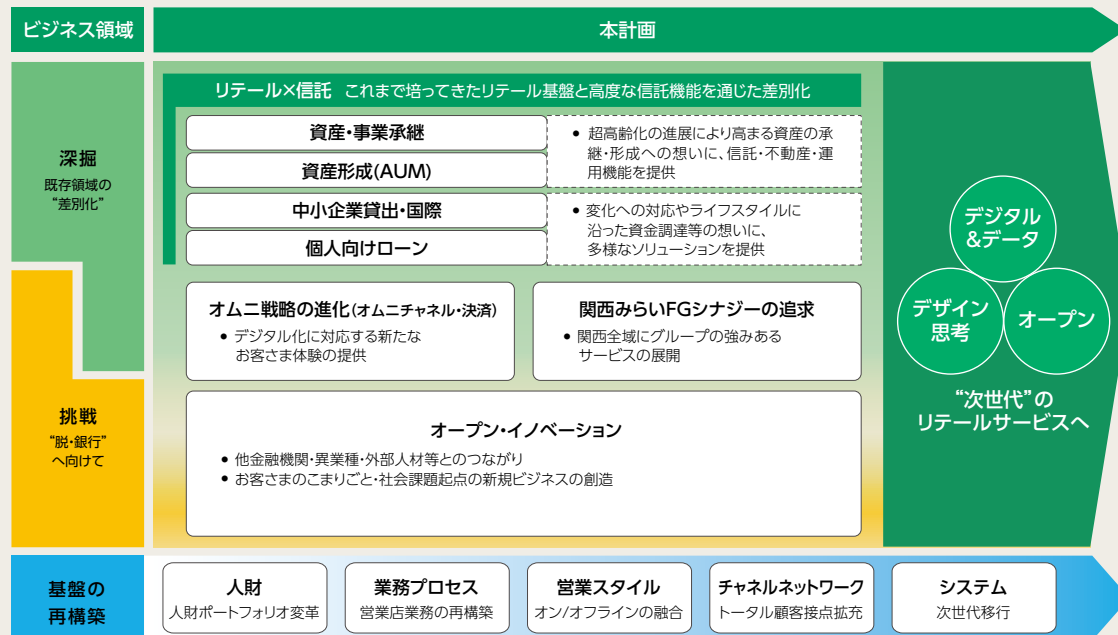 ビジネス領域
本計画
深掘
既存領域の
“差別化”
リテール×信託 これまで培ってきたリテール基盤と高度な信託機能を通じた差別化
資産・事業承継
資産形成(AUM)
● 超高齢化の進展により高まる資産の承
継・形成への想いに、信託・不動産・運
用機能を提供
中小企業貸出・国際
個人向けローン
● 変化への対応やライフスタイルに
沿った資金調達等の想いに、
多様なソリューションを提供
オムニ戦略の進化(オムニチャネル・決済)
● デジタル化に対応する新たな
お客さま体験の提供
関西みらいFGシナジーの追求
● 関西全域にグループの強みある
サービスの展開
挑戦
“脱・銀行”
へ向けて
オープン・イノベーション
● 他金融機関・異業種・外部人材等とのつながり
● お客さまのこまりごと・社会課題起点の新規ビジネスの創造
デジタル
&データ
デザイン
思考
オープン
“次世代”の
リテールサービスへ
基盤の
再構築
人財
人財ポートフォリオ変革
業務プロセス
営業店業務の再構築
営業スタイル
オン/オフラインの融合
チャネルネットワーク
トータル顧客接点拡充
システム
次世代移行